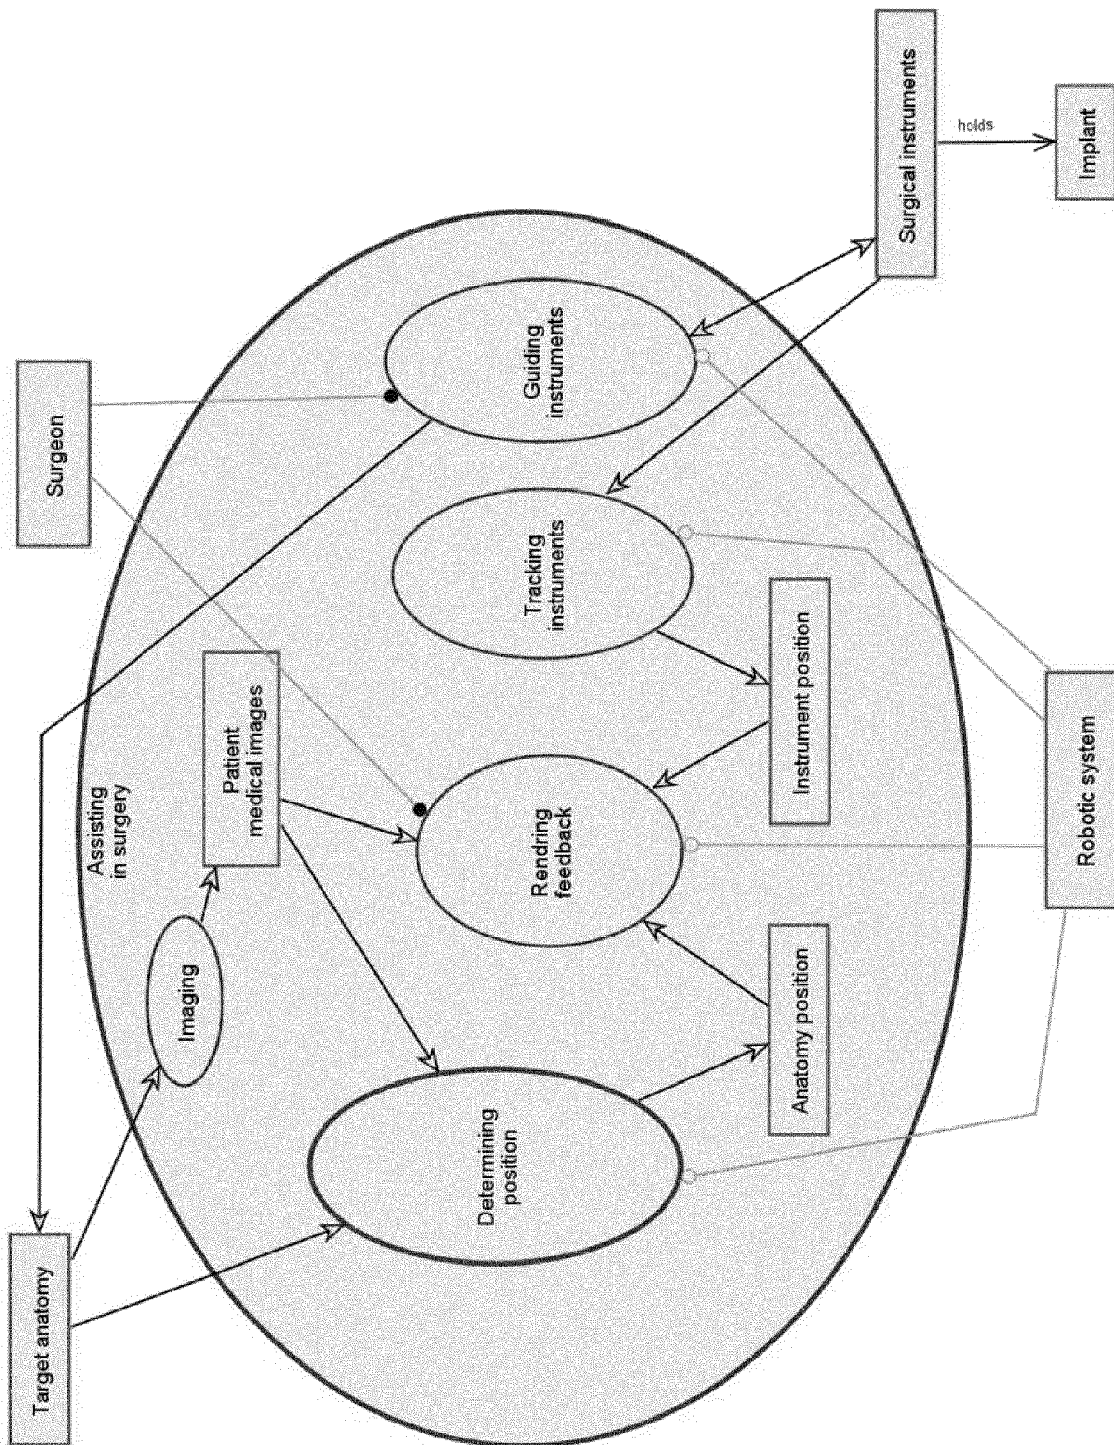 Target anatomy
Surgeon
Assisting
in surgery
Imaging
Patient
medical images
Determining
position
Rendring
feedback
Tracking
instruments
Guiding
instruments
Anatomy position
Instrument position
Surgical instruments
holds
Robotic system
Implant